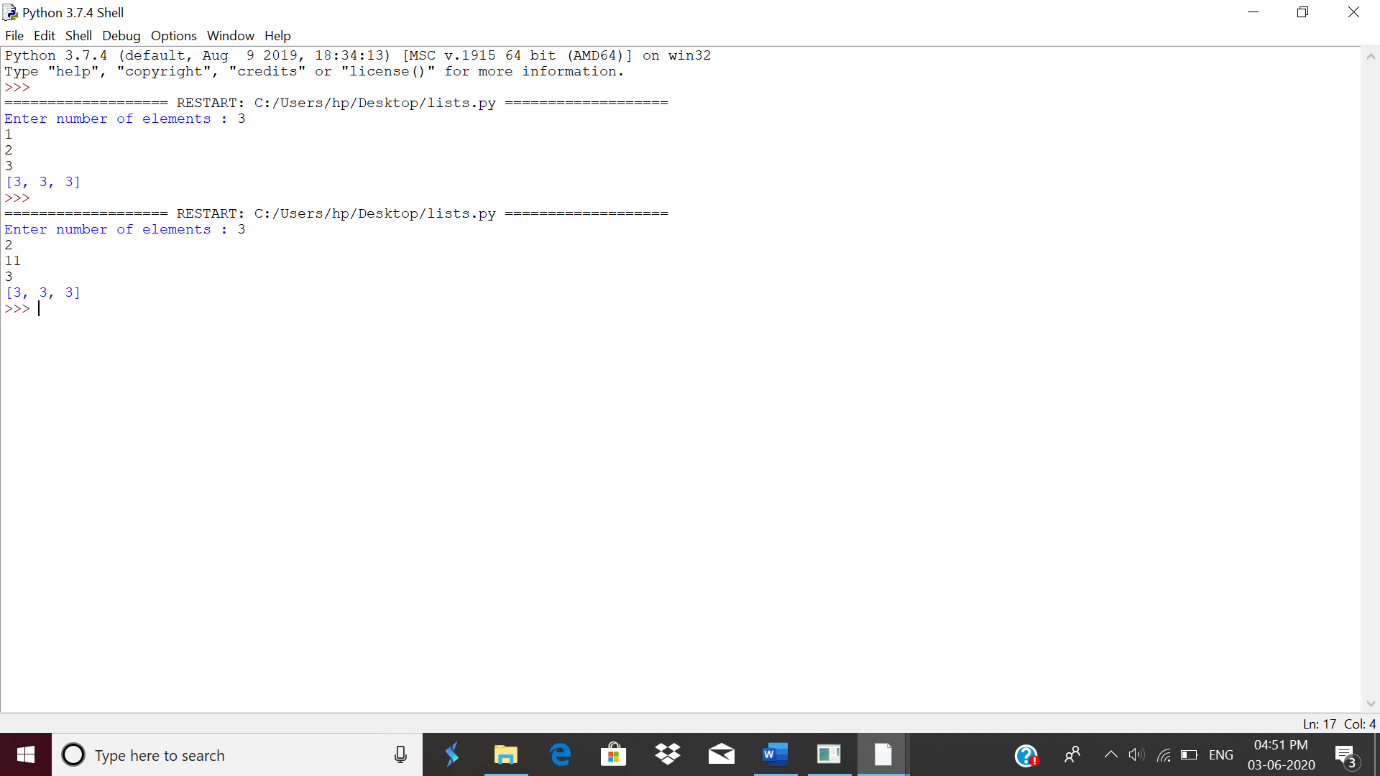 Python 3.7.4 Shell
File Edit Shell Debug Options Window Help
Python 3.7.4 (default, Aug  9 2019, 18:34:13) [MSC v.1915 64 bit (AMD64)] on win32
Type "help", "copyright", "credits" or "license()" for more information.
>>>
=================== RESTART: C:/Users/hp/Desktop/lists.py ===================
Enter number of elements : 3
1
2
3
[3, 3, 3]
>>>
=================== RESTART: C:/Users/hp/Desktop/lists.py ===================
Enter number of elements : 3
2
11
3
[3, 3, 3]
>>>
Ln: 17 Col: 4
Type here to search
W
ENG
04:51 PM
03-06-2020
3